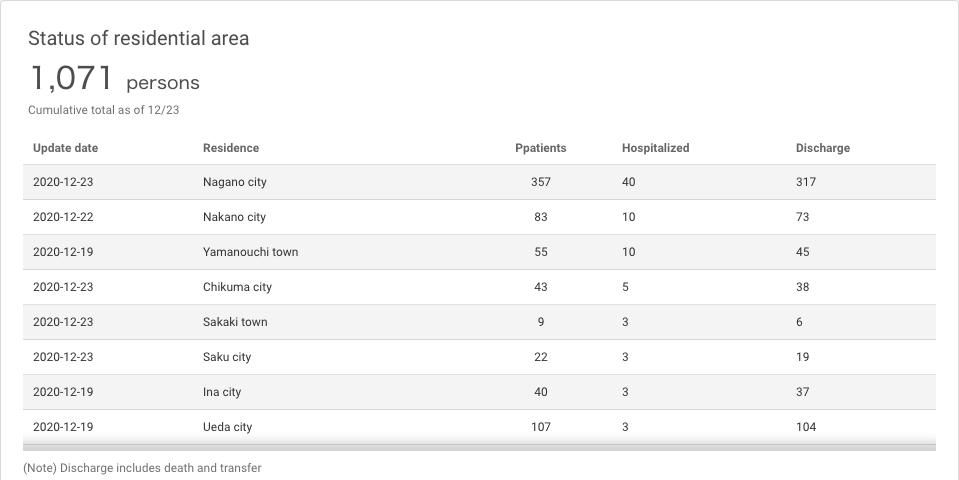 Status of residential area
1,071 persons
Cumulative total as of 12/23
Update date Residence Ppatients Hospitalized Discharge
2020-12-23 Nagano city 357 40 317
2020-12-22 Nakano city 83 10 73
2020-12-19 Yamanouchi town 55 10 45
2020-12-23 Chikuma city 43 5 38
2020-12-23 Sakaki town 9 3 6
2020-12-23 Saku city 22 3 19
2020-12-19 Ina city 40 3 37
2020-12-19 Ueda city 107 3 104
(Note) Discharge includes death and transfer